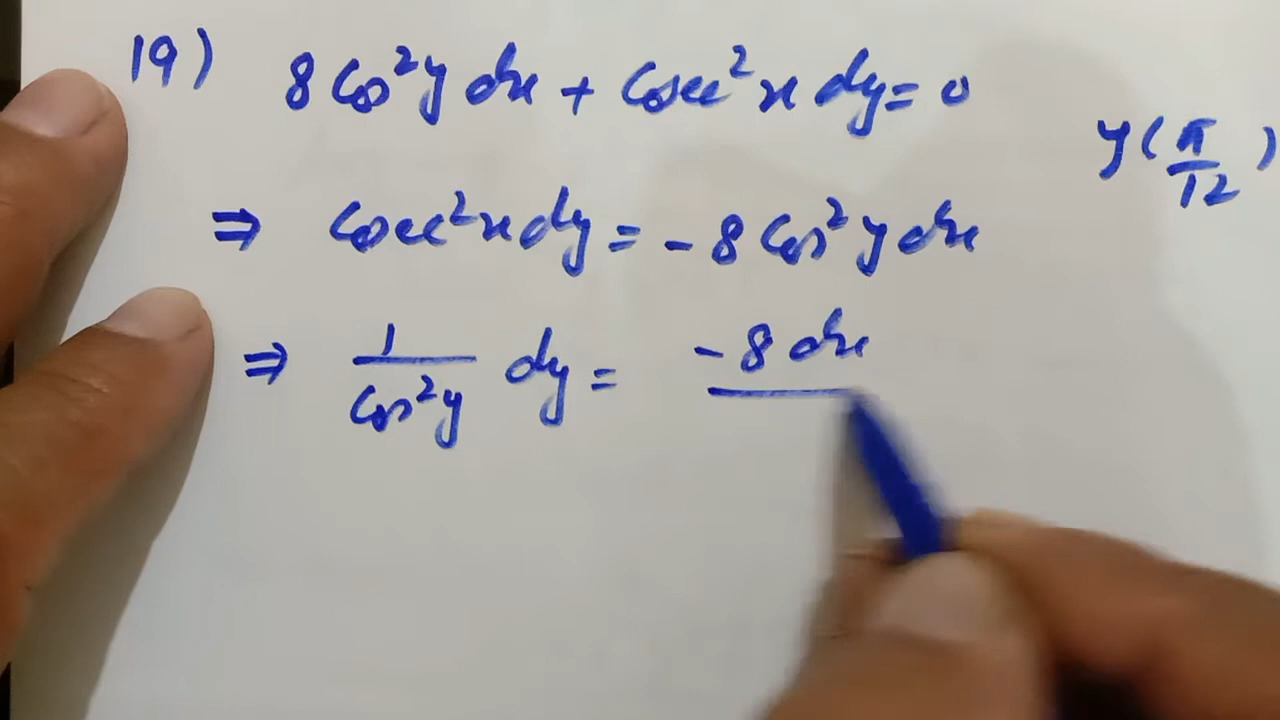 19) 8 cos²y dx + cosec²x dy = 0
y(π/12)
⇒ cosec²x dy = -8 cos²y dx
⇒ 1/cos²y dy = -8 dx